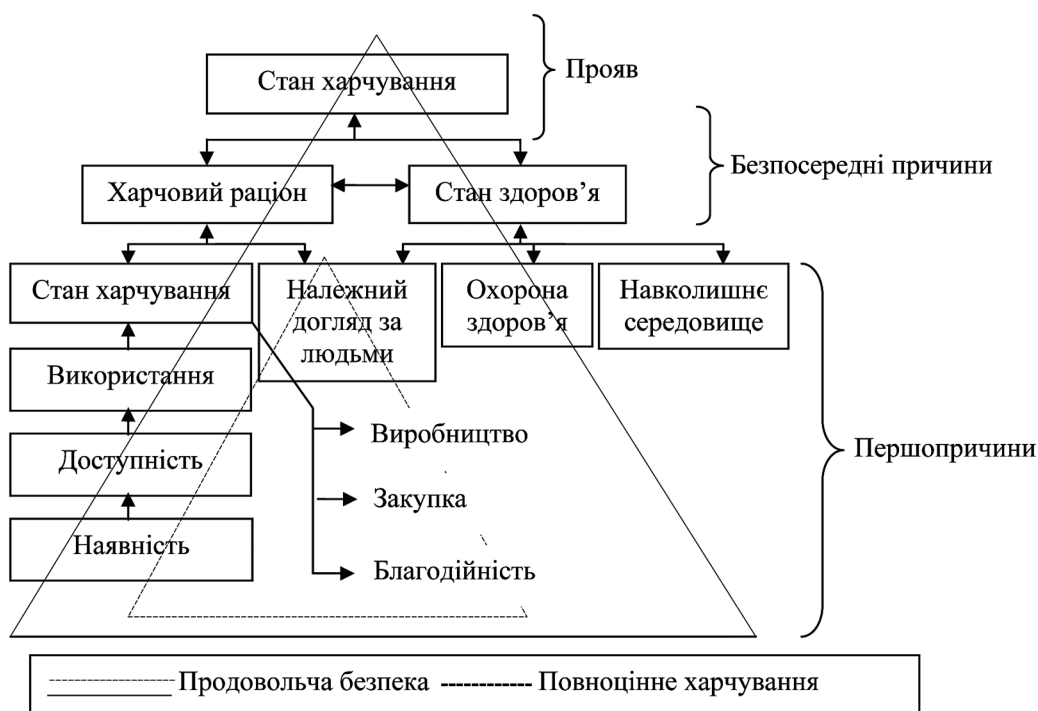 Стан харчування
Прояв
Безпосередні причини
Харчовий раціон
Стан здоров’я
Стан харчування
Належний
догляд за
людьми
Охорона
здоров’я
Навколишнє
середовище
Використання
Доступність
Наявність
Виробництво
Закупка
Благодійність
Першопричини
Продовольча безпека
Повноцінне харчування